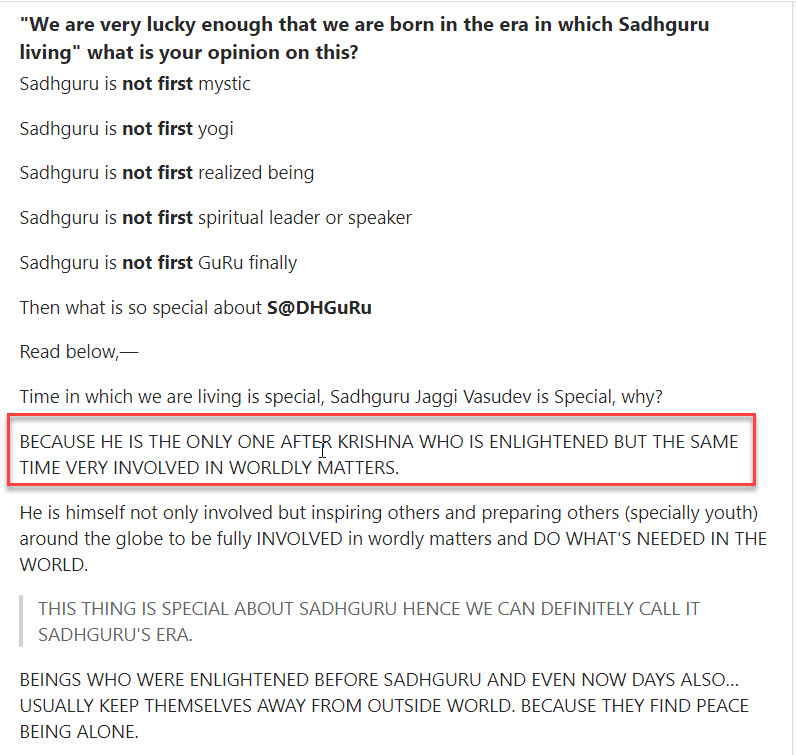 "We are very lucky enough that we are born in the era in which Sadhguru
living" what is your opinion on this?
Sadhguru is not first mystic
Sadhguru is not first yogi
Sadhguru is not first realized being
Sadhguru is not first spiritual leader or speaker
Sadhguru is not first GuRu finally
Then what is so special about S@DHGuRu
Read below,—
Time in which we are living is special, Sadhguru Jaggi Vasudev is Special, why?
BECAUSE HE IS THE ONLY ONE AFTER KRISHNA WHO IS ENLIGHTENED BUT THE SAME
TIME VERY INVOLVED IN WORLDLY MATTERS.
He is himself not only involved but inspiring others and preparing others (specially youth)
around the globe to be fully INVOLVED in wordly matters and DO WHAT'S NEEDED IN THE
WORLD.
THIS THING IS SPECIAL ABOUT SADHGURU HENCE WE CAN DEFINITELY CALL IT
SADHGURU'S ERA.
BEINGS WHO WERE ENLIGHTENED BEFORE SADHGURU AND EVEN NOW DAYS ALSO...
USUALLY KEEP THEMSELVES AWAY FROM OUTSIDE WORLD. BECAUSE THEY FIND PEACE
BEING ALONE.